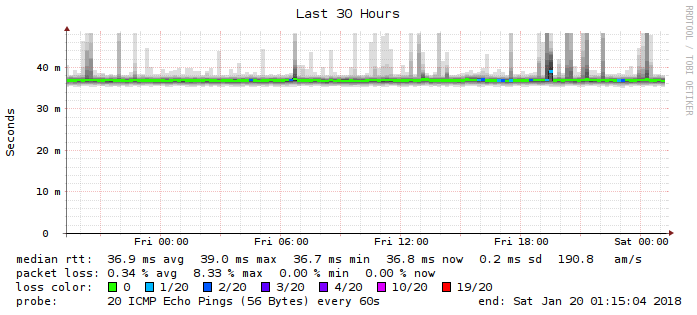 Last 30 Hours
RRDTOOL / TOBI OETIKER
Seconds
40 m
30 m
20 m
10 m
0
Fri 00:00 Fri 06:00 Fri 12:00 Fri 18:00 Sat 00:00
median rtt: 36.9 ms avg 39.0 ms max 36.7 ms min 36.8 ms now 0.2 ms sd 190.8 am/s
packet loss: 0.34 % avg 8.33 % max 0.00 % min 0.00 % now
loss color: 0 1/20 2/20 3/20 4/20 10/20 19/20
probe: 20 ICMP Echo Pings (56 Bytes) every 60s end: Sat Jan 20 01:15:04 2018